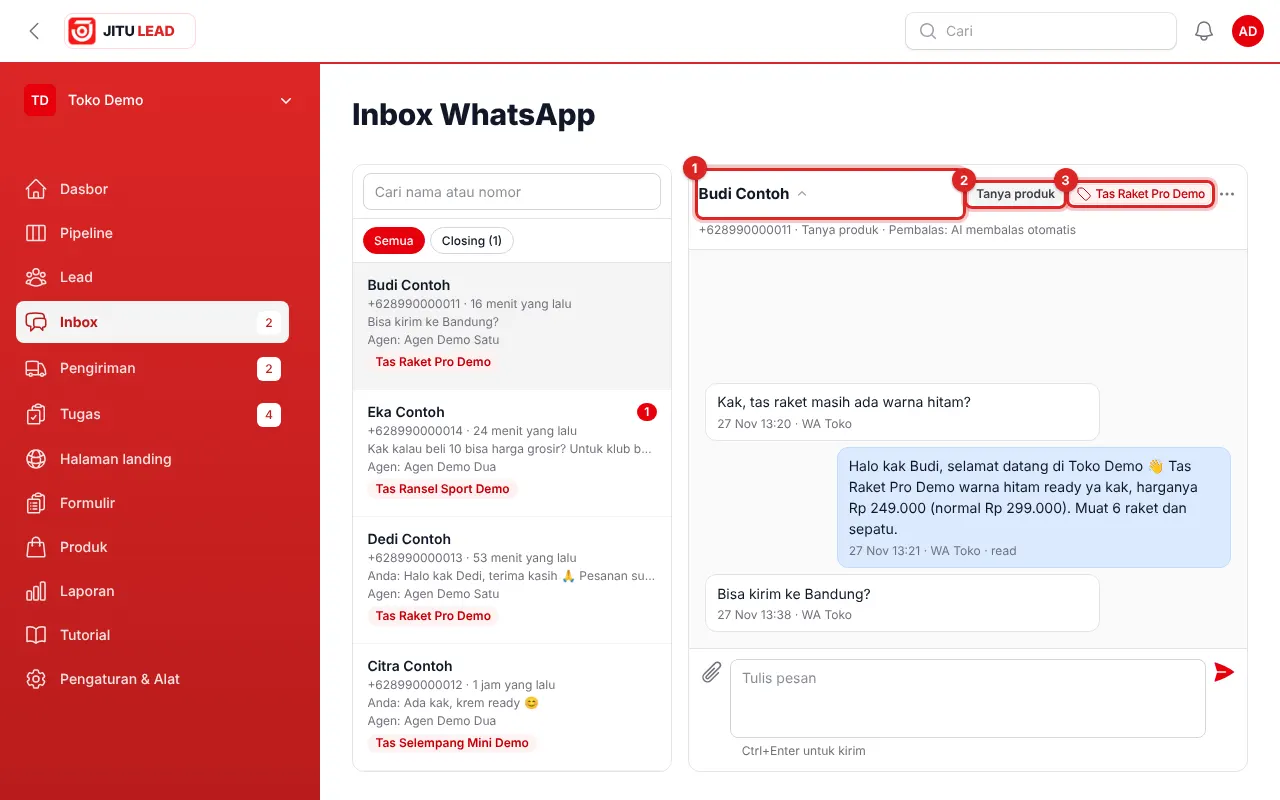 JITU LEAD
Cari
AD
TD
Toko Demo
Dasbor
Pipeline
Lead
Inbox
2
Pengiriman
2
Tugas
4
Halaman landing
Formulir
Produk
Laporan
Tutorial
Pengaturan & Alat
Inbox WhatsApp
Cari nama atau nomor
Semua
Closing (1)
Budi Contoh
+628990000011 · 16 menit yang lalu
Bisa kirim ke Bandung?
Agen: Agen Demo Satu
Tas Raket Pro Demo
Eka Contoh
1
+628990000014 · 24 menit yang lalu
Kak kalau beli 10 bisa harga grosir? Untuk klub b...
Agen: Agen Demo Dua
Tas Ransel Sport Demo
Dedi Contoh
+628990000013 · 53 menit yang lalu
Anda: Halo kak Dedi, terima kasih 🙏 Pesanan su...
Agen: Agen Demo Satu
Tas Raket Pro Demo
Citra Contoh
+628990000012 · 1 jam yang lalu
Anda: Ada kak, krem ready 😊
Agen: Agen Demo Dua
Tas Selempang Mini Demo
1
Budi Contoh
2
Tanya produk
3
Tas Raket Pro Demo
+628990000011 · Tanya produk · Pembalas: AI membalas otomatis
Kak, tas raket masih ada warna hitam?
27 Nov 13:20 · WA Toko
Halo kak Budi, selamat datang di Toko Demo 👋 Tas
Raket Pro Demo warna hitam ready ya kak, harganya
Rp 249.000 (normal Rp 299.000). Muat 6 raket dan
sepatu.
27 Nov 13:21 · WA Toko · read
Bisa kirim ke Bandung?
27 Nov 13:38 · WA Toko
Tulis pesan
Ctrl+Enter untuk kirim